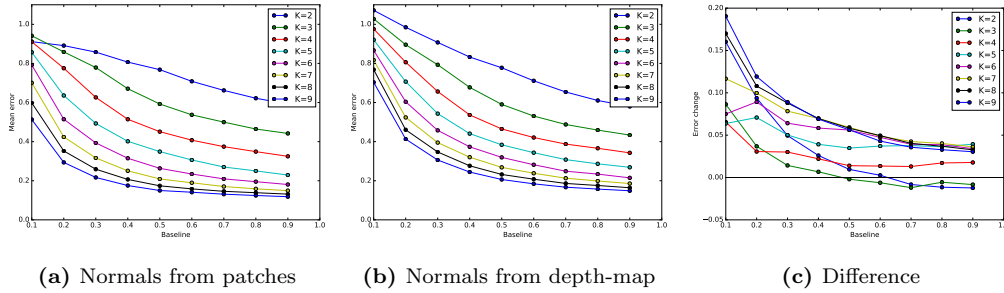 1.0
0.8
0.6
0.4
0.2
0.0
Mean error
0.1 0.2 0.3 0.4 0.5 0.6 0.7 0.8 0.9 1.0
Baseline
K=2
K=3
K=4
K=5
K=6
K=7
K=8
K=9
(a) Normals from patches
1.0
0.8
0.6
0.4
0.2
0.0
Mean error
0.1 0.2 0.3 0.4 0.5 0.6 0.7 0.8 0.9 1.0
Baseline
K=2
K=3
K=4
K=5
K=6
K=7
K=8
K=9
(b) Normals from depth-map
0.20
0.15
0.10
0.05
0.00
−0.05
Error change
0.1 0.2 0.3 0.4 0.5 0.6 0.7 0.8 0.9 1.0
Baseline
K=2
K=3
K=4
K=5
K=6
K=7
K=8
K=9
(c) Difference